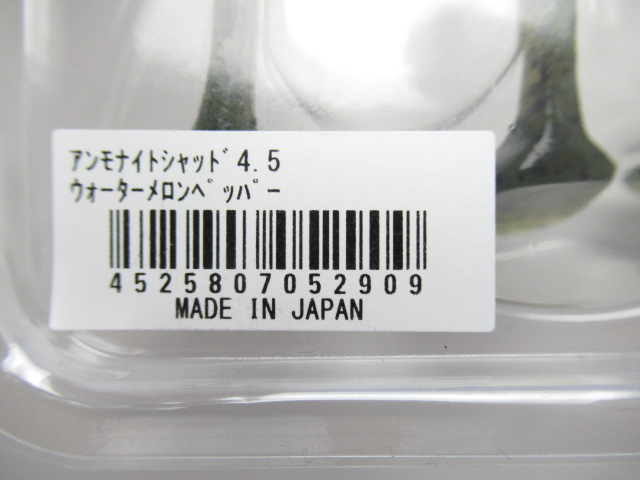 アンモナイトシャッド4.5
ウォーターメロンペッパー
4525807052909
MADE IN JAPAN